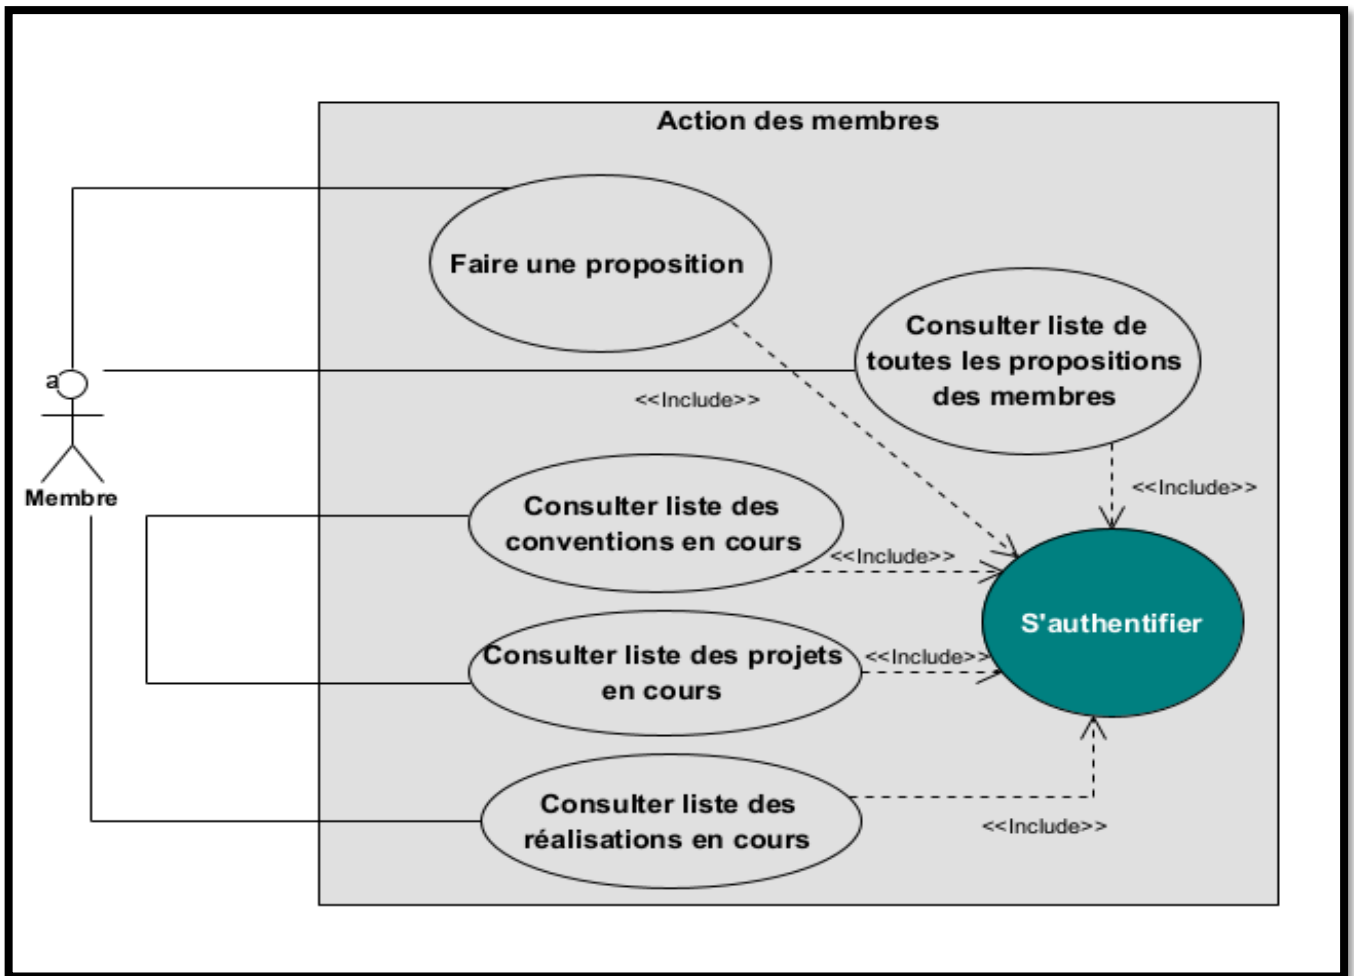 Action des membres
Faire une proposition
Consulter liste de
toutes les propositions
des membres
a
<<Include>>
Membre
<<Include>>
Consulter liste des
conventions en cours
<<Include>>
S'authentifier
Consulter liste des projets
en cours
<<Include>>
Consulter liste des
réalisations en cours
<<Include>>